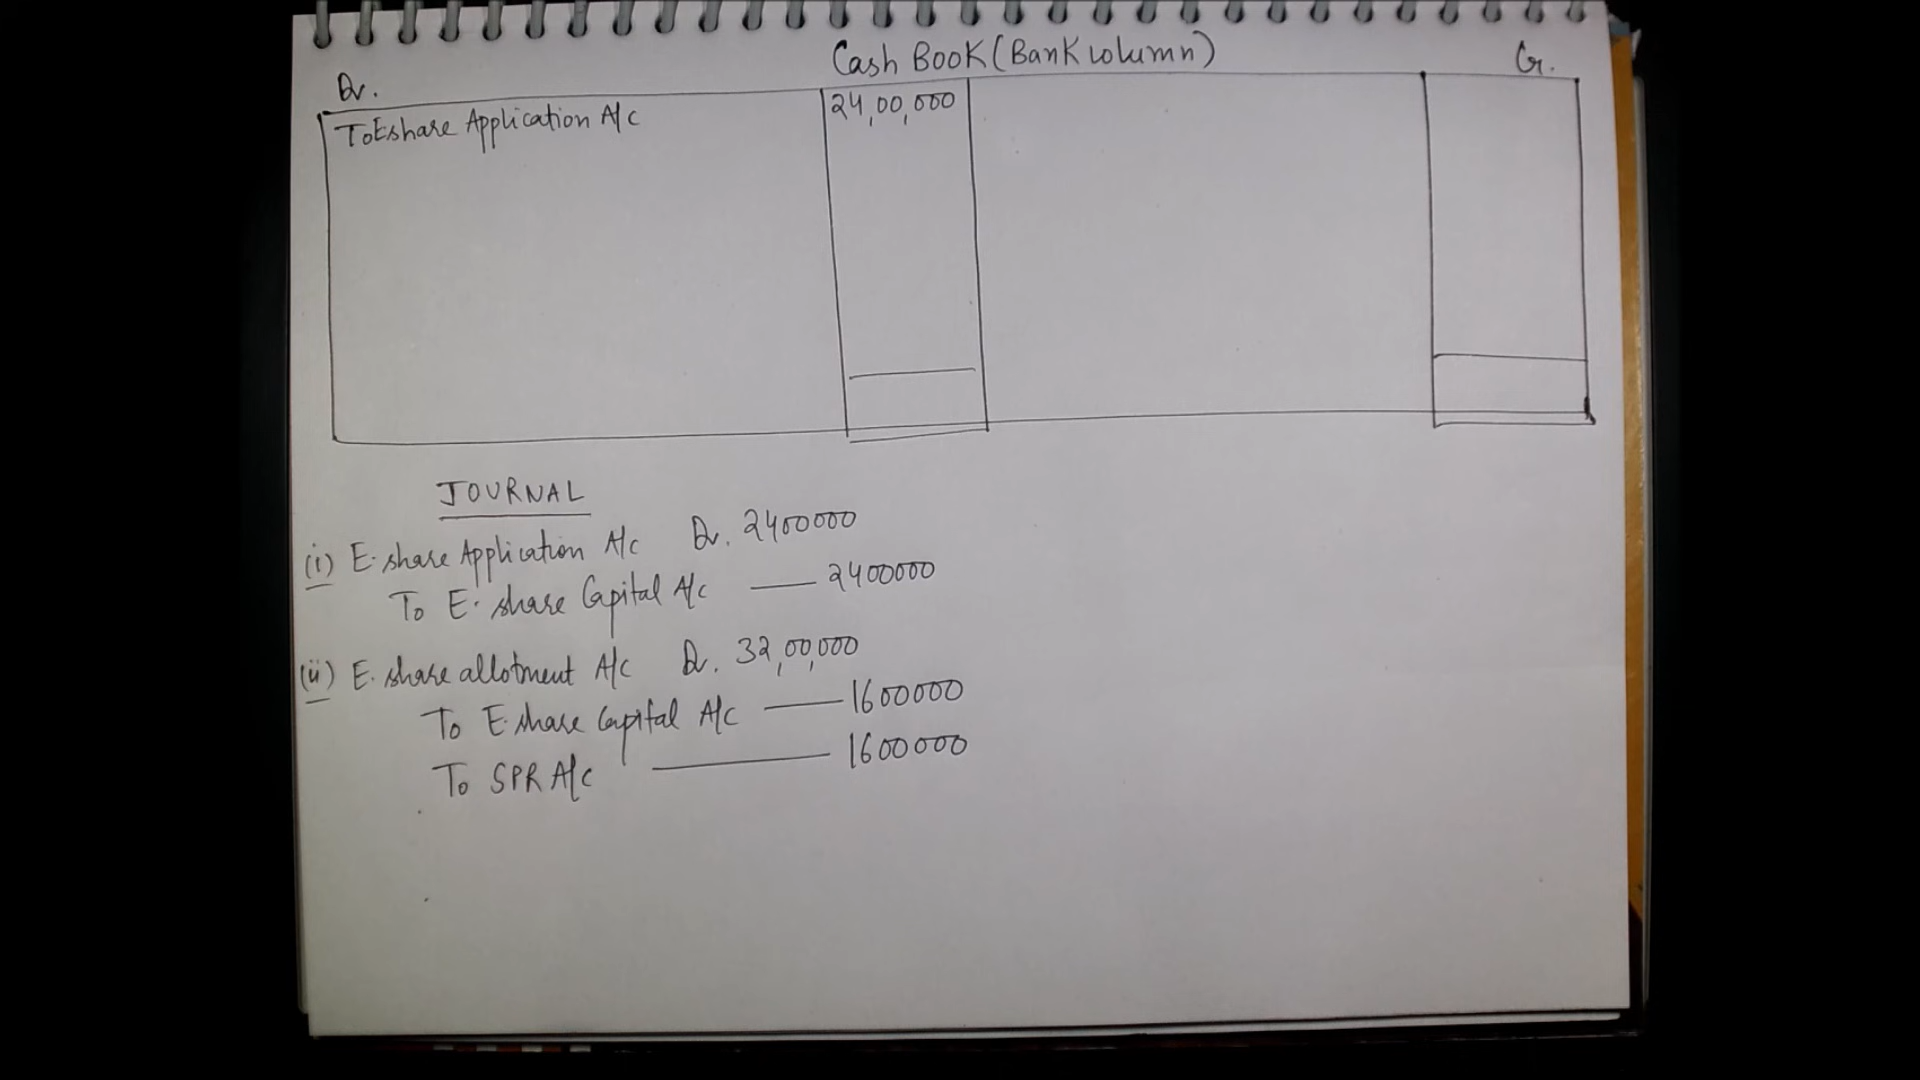 Cash Book (Bank column)
Dr.
Cr.
To E share Application A/c 24,00,000
JOURNAL
(i) E. share Application A/c Dr. 2400000
To E. share Capital A/c —— 2400000
(ii) E. share allotment A/c Dr. 32,00,000
To E share Capital A/c —— 1600000
To SPR A/c —— 1600000